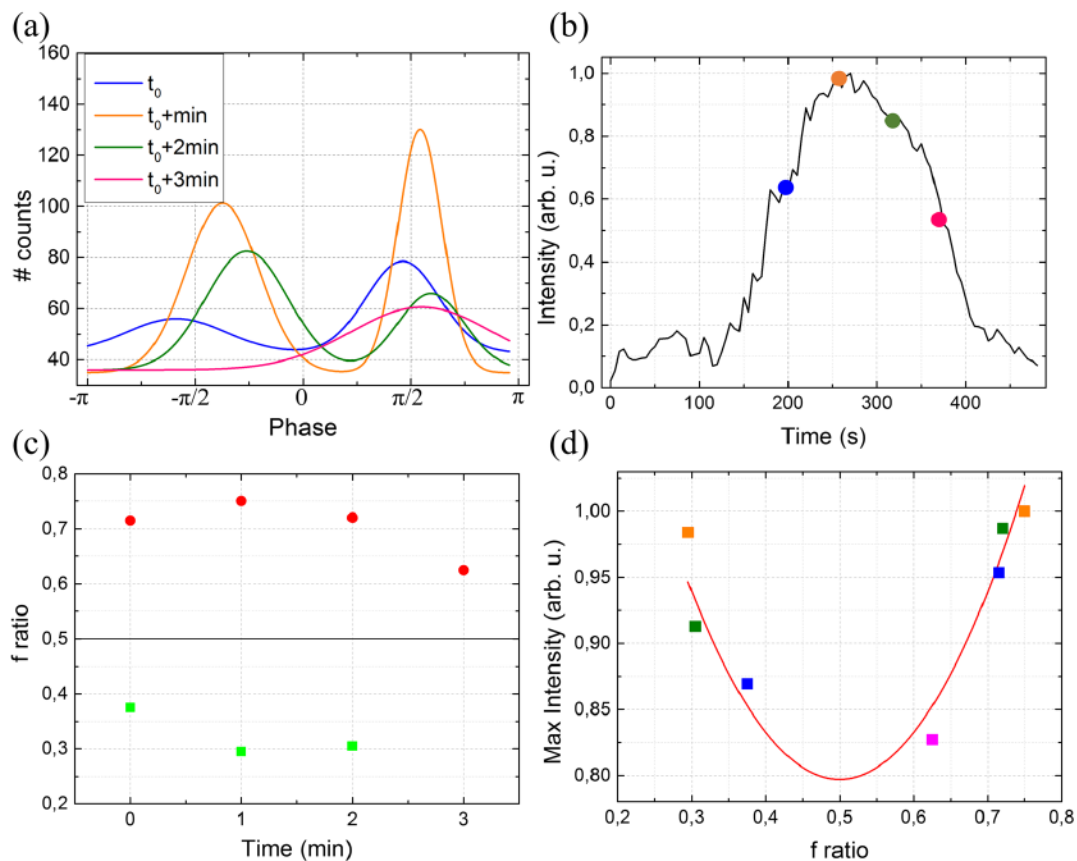 (a)
160
140
120
100
80
60
40
# counts
t0
t0+min
t0+2min
t0+3min
-π
-π/2
0
π/2
π
Phase
(b)
1,0
0,8
0,6
0,4
0,2
0,0
Intensity (arb. u.)
0
100
200
300
400
Time (s)
(c)
0,8
0,7
0,6
0,5
0,4
0,3
0,2
f ratio
0
1
2
3
Time (min)
(d)
1,00
0,95
0,90
0,85
0,80
Max Intensity (arb. u.)
0,2
0,3
0,4
0,5
0,6
0,7
0,8
f ratio